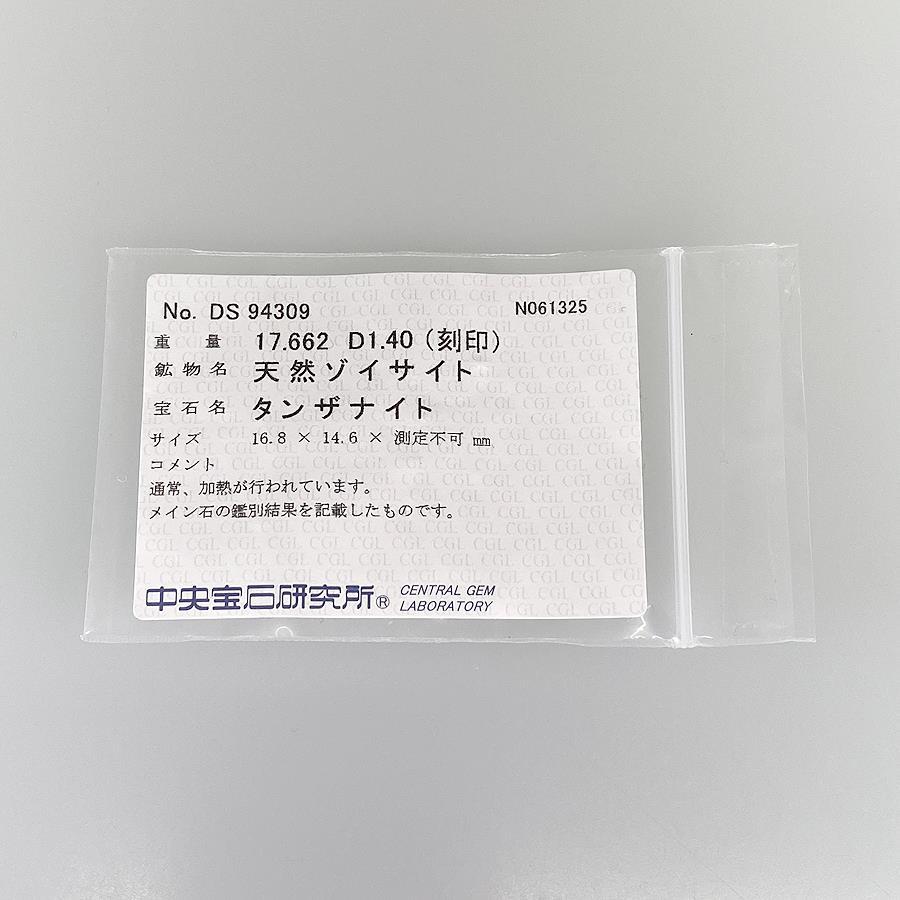 No. DS 94309 N061325
重量 17.662 D1.40 (刻印)
鉱物名 天然ゾイサイト
宝石名 タンザナイト
サイズ 16.8 × 14.6 × 測定不可 mm
コメント
通常、加熱が行われています。
メイン石の鑑別結果を記載したものです。
中央宝石研究所® CENTRAL GEM
LABORATORY